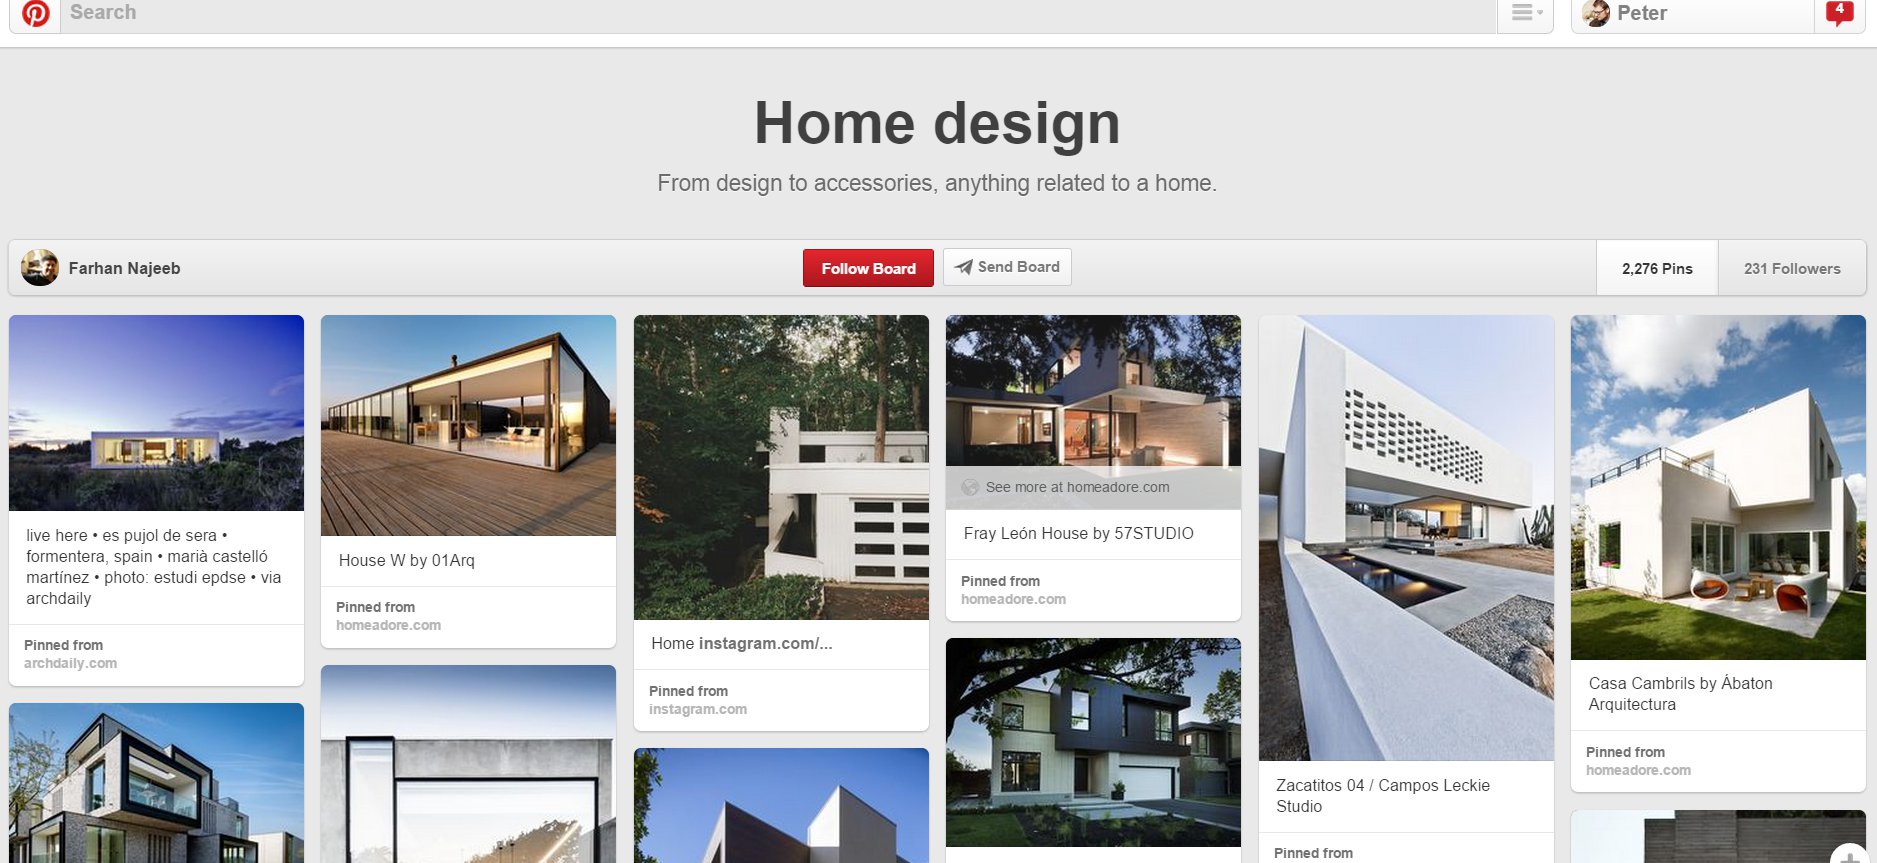 Search
Peter
4
Home design
From design to accessories, anything related to a home.
Farhan Najeeb
Follow Board
Send Board
2,276 Pins
231 Followers
live here • es pujol de sera •
formentera, spain • marià castelló
martínez • photo: estudi epdse • via
archdaily
Pinned from
archdaily.com
House W by 01Arq
Pinned from
homeadore.com
Home instagram.com/...
Pinned from
instagram.com
See more at homeadore.com
Fray León House by 57STUDIO
Pinned from
homeadore.com
Zacatitos 04 / Campos Leckie
Studio
Pinned from
Casa Cambrils by Ábaton
Arquitectura
Pinned from
homeadore.com